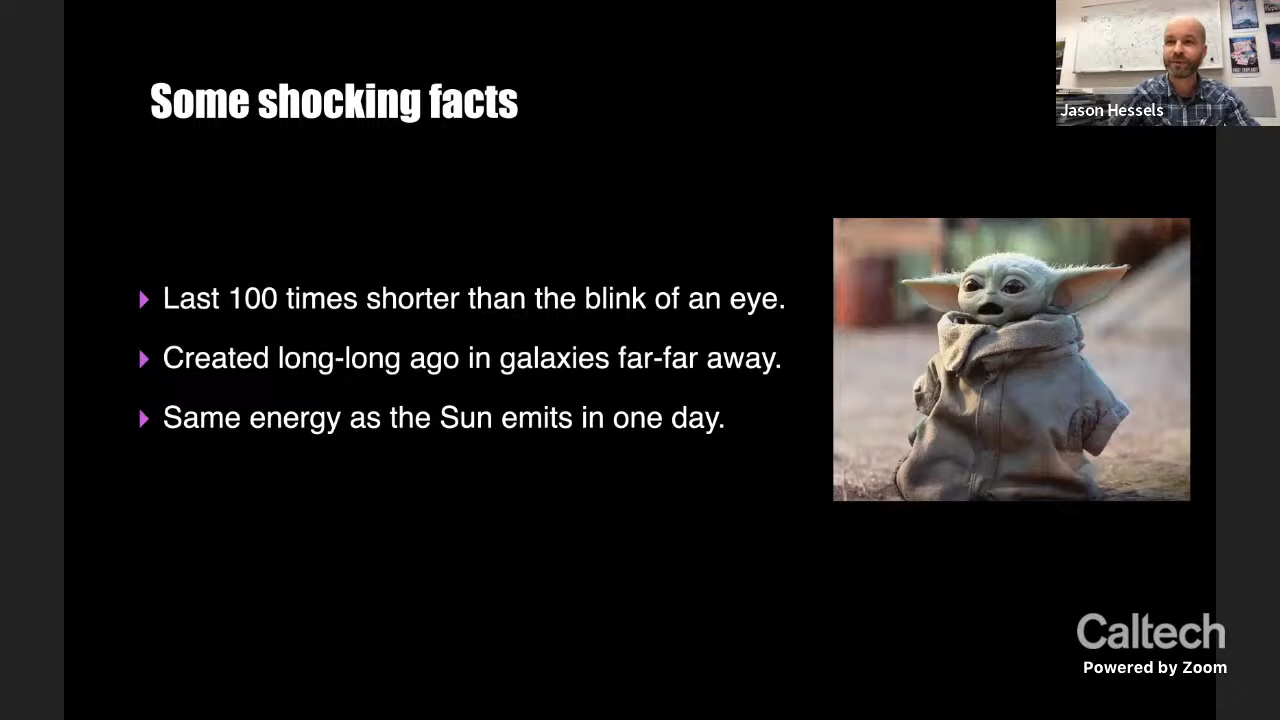 Some shocking facts
Jason Hessels
Last 100 times shorter than the blink of an eye.
Created long-long ago in galaxies far-far away.
Same energy as the Sun emits in one day.
Caltech
Powered by Zoom